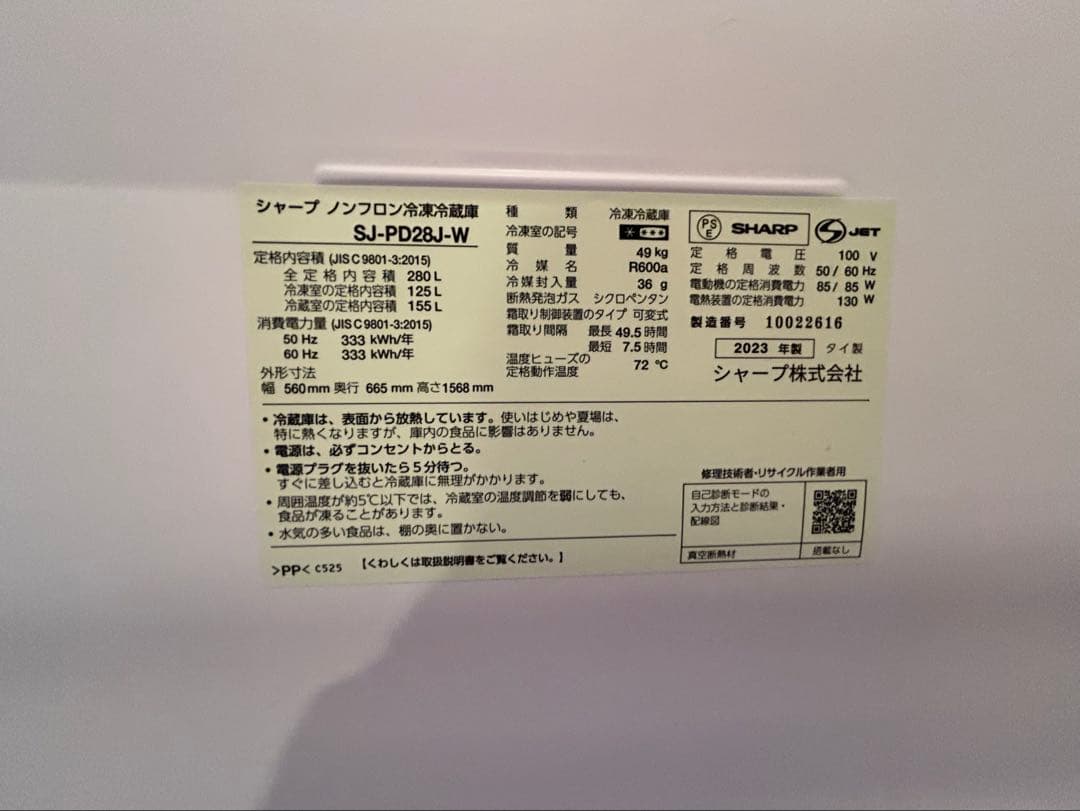 シャープ ノンフロン冷凍冷蔵庫
SJ-PD28J-W
定格内容積 (JIS C 9801-3:2015)
全定格内容積 280 L
冷凍室の定格内容積 125 L
冷蔵室の定格内容積 155 L
消費電力量 (JIS C 9801-3:2015)
50 Hz 333 kWh/年
60 Hz 333 kWh/年
外形寸法
幅 560 mm 奥行 665 mm 高さ 1568 mm
種類 冷凍冷蔵庫
冷凍室の記号
質量 49 kg
冷媒名 R600a
冷媒封入量 36 g
断熱発泡ガス シクロペンタン
霜取り制御装置のタイプ 可変式
霜取り間隔 最長 49.5 時間
最短 7.5 時間
温度ヒューズの
定格動作温度 72 ℃
PSE SHARP JET
定格電圧 100 V
定格周波数 50/60 Hz
電動機の定格消費電力 85/85 W
電熱装置の定格消費電力 130 W
製造番号 10022616
2023 年製 タイ製
シャープ株式会社
・冷蔵庫は、表面から放熱しています。使いはじめや夏場は、
特に熱くなりますが、庫内の食品に影響はありません。
・電源は、必ずコンセントからとる。
・電源プラグを抜いたら5分待つ。
すぐに差し込むと冷蔵庫に無理がかかります。
・周囲温度が約5℃以下では、冷蔵室の温度調節を弱にしても、
食品が凍ることがあります。
・水気の多い食品は、棚の奥に置かない。
>PP< C525 【くわしくは取扱説明書をご覧ください。】
修理技術者・リサイクル作業者用
自己診断モードの
入力方法と診断結果・
配線図
真空断熱材 搭載なし